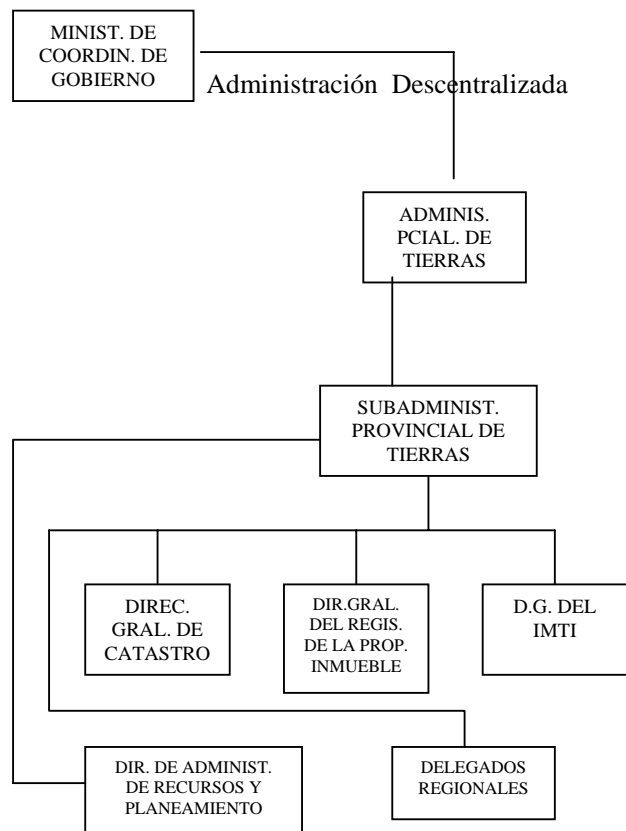 MINIST. DE
COORDIN. DE
GOBIERNO
Administración Descentralizada
ADMINIS.
PCIAL. DE
TIERRAS
SUBADMINIST.
PROVINCIAL DE
TIERRAS
DIREC.
GRAL. DE
CATASTRO
DIR.GRAL.
DEL REGIS.
DE LA PROP.
INMUEBLE
D.G. DEL
IMTI
DIR. DE ADMINIST.
DE RECURSOS Y
PLANEAMIENTO
DELEGADOS
REGIONALES